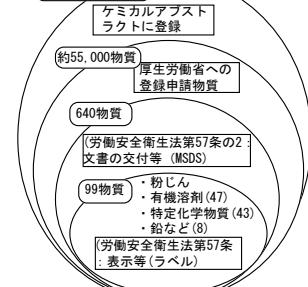 ケミカルアブスト
ラクトに登録
約55,000物質
厚生労働省への
登録申請物質
640物質
(労働安全衛生法第57条の2:
文書の交付等 (MSDS)
99物質
・粉じん
・有機溶剤(47)
・特定化学物質(43)
・鉛など(8)
(労働安全衛生法第57条
:表示等(ラベル)